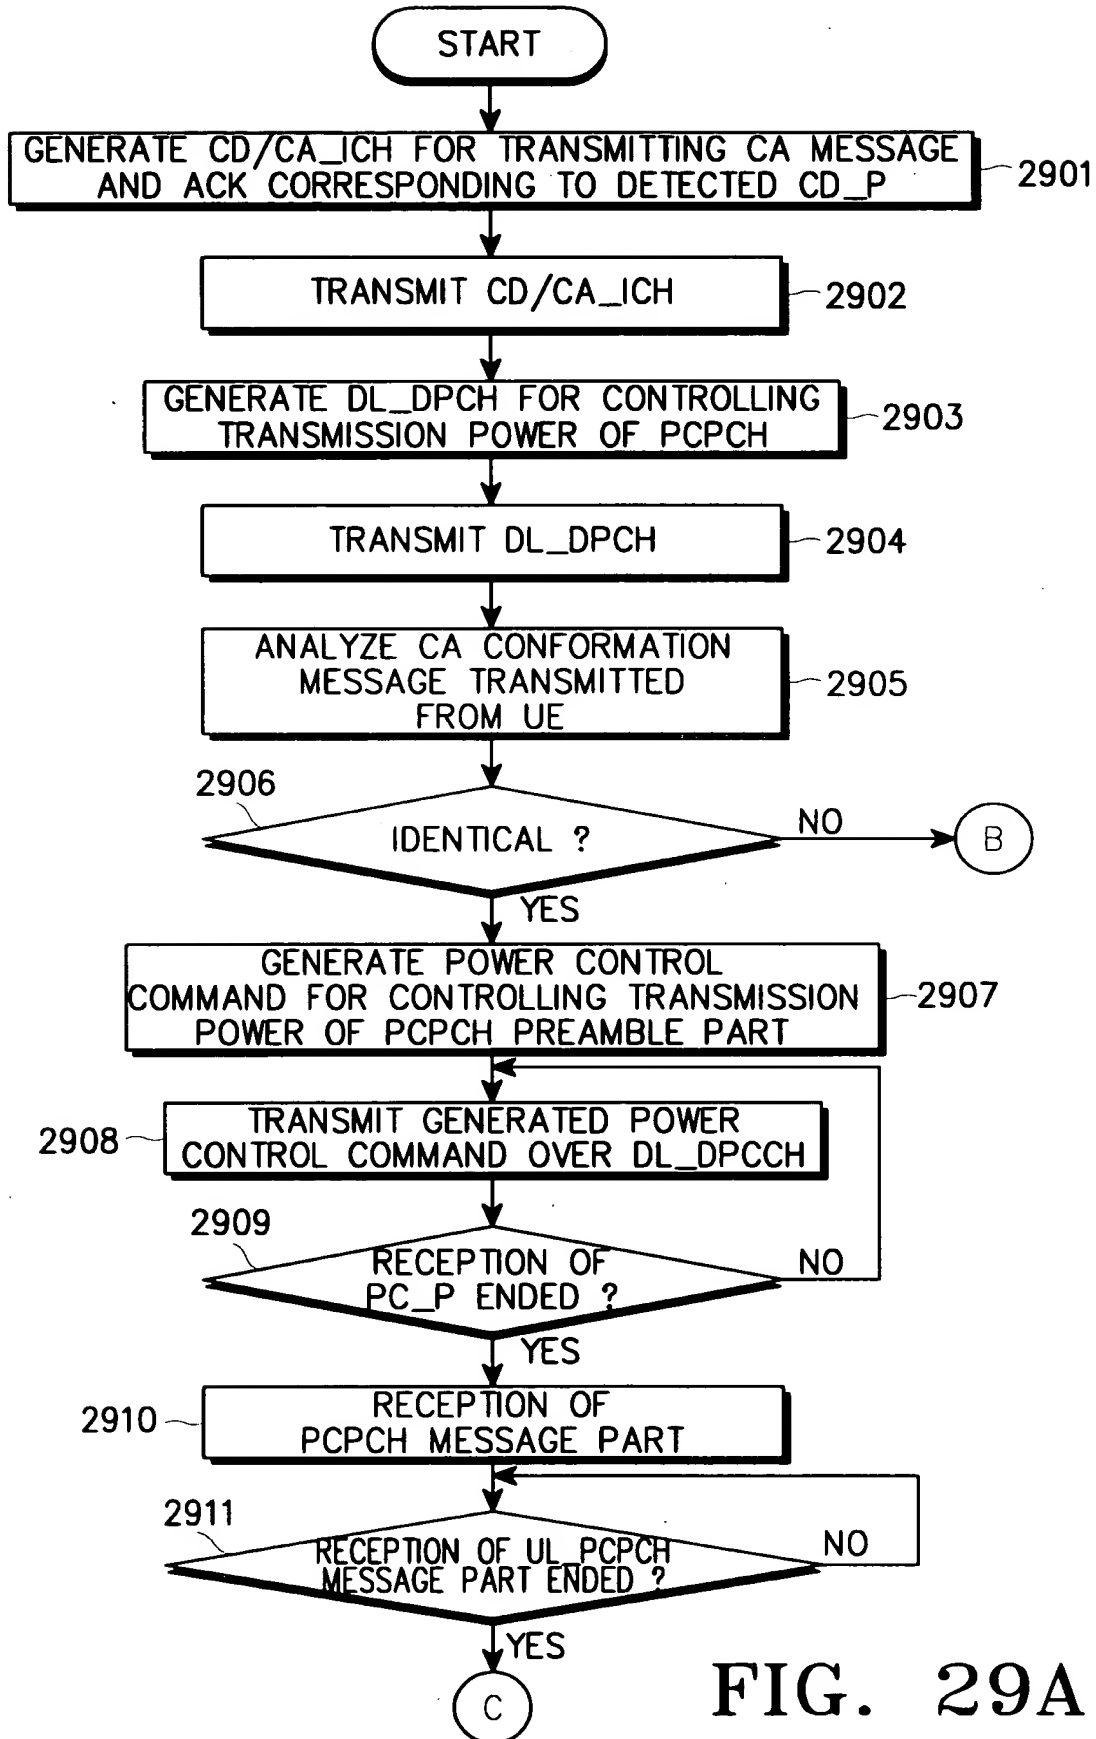 START
GENERATE CD/CA_ICH FOR TRANSMITTING CA MESSAGE
AND ACK CORRESPONDING TO DETECTED CD_P
2901
TRANSMIT CD/CA_ICH
2902
GENERATE DL_DPCH FOR CONTROLLING
TRANSMISSION POWER OF PCPCH
2903
TRANSMIT DL_DPCH
2904
ANALYZE CA CONFORMATION
MESSAGE TRANSMITTED
FROM UE
2905
2906
IDENTICAL ?
NO
B
YES
GENERATE POWER CONTROL
COMMAND FOR CONTROLLING TRANSMISSION
POWER OF PCPCH PREAMBLE PART
2907
TRANSMIT GENERATED POWER
CONTROL COMMAND OVER DL_DPCCH
2908
2909
RECEPTION OF
PC_P ENDED ?
NO
YES
RECEPTION OF
PCPCH MESSAGE PART
2910
2911
RECEPTION OF UL_PCPCH
MESSAGE PART ENDED ?
NO
YES
C
FIG. 29A